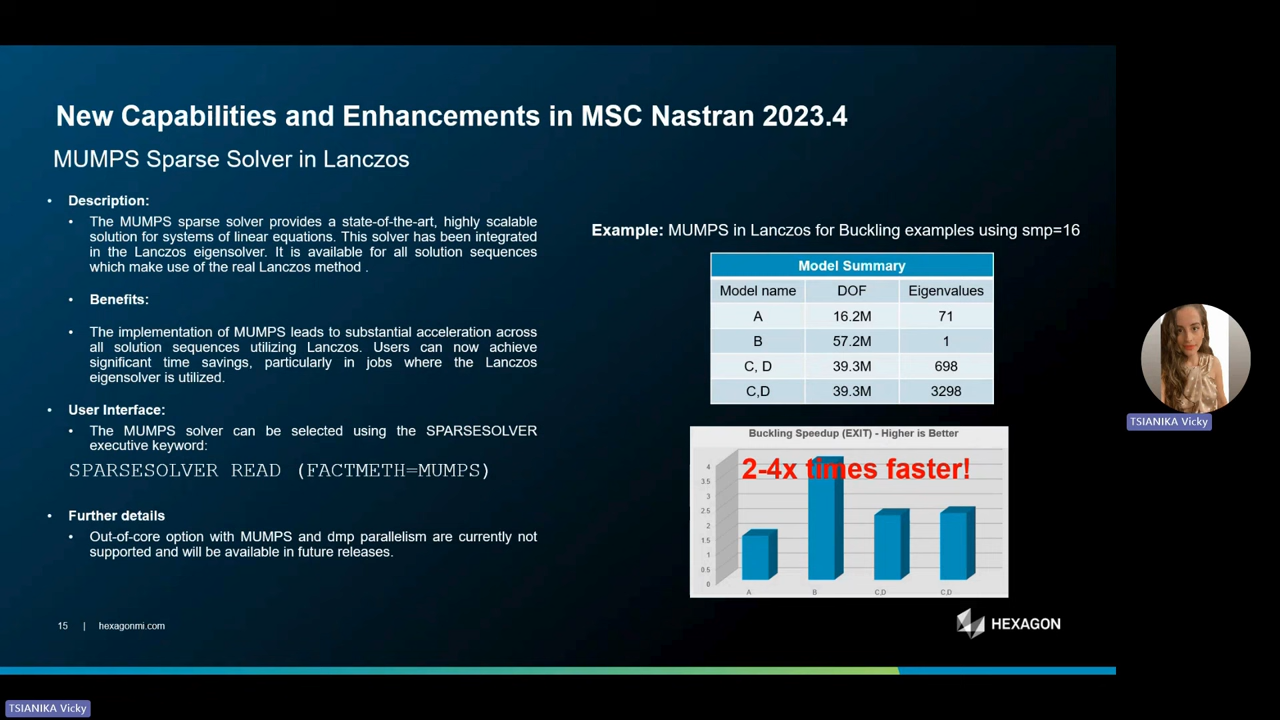 New Capabilities and Enhancements in MSC Nastran 2023.4
MUMPS Sparse Solver in Lanczos
• Description:
• The MUMPS sparse solver provides a state-of-the-art, highly scalable
solution for systems of linear equations. This solver has been integrated
in the Lanczos eigensolver. It is available for all solution sequences
which make use of the real Lanczos method .
• Benefits:
• The implementation of MUMPS leads to substantial acceleration across
all solution sequences utilizing Lanczos. Users can now achieve
significant time savings, particularly in jobs where the Lanczos
eigensolver is utilized.
• User Interface:
• The MUMPS solver can be selected using the SPARSESOLVER
executive keyword:
SPARSESOLVER READ (FACTMETH=MUMPS)
• Further details
• Out-of-core option with MUMPS and dmp parallelism are currently not
supported and will be available in future releases.
15 | hexagonmi.com
Example: MUMPS in Lanczos for Buckling examples using smp=16
Model Summary
Model name DOF Eigenvalues
A 16.2M 71
B 57.2M 1
C, D 39.3M 698
C,D 39.3M 3298
Buckling Speedup (EXIT) - Higher is Better
2-4x times faster!
4
3.5
3
2.5
2
1.5
1
0.5
0
A B C,D C,D
HEXAGON
TSIANIKA Vicky
TSIANIKA Vicky